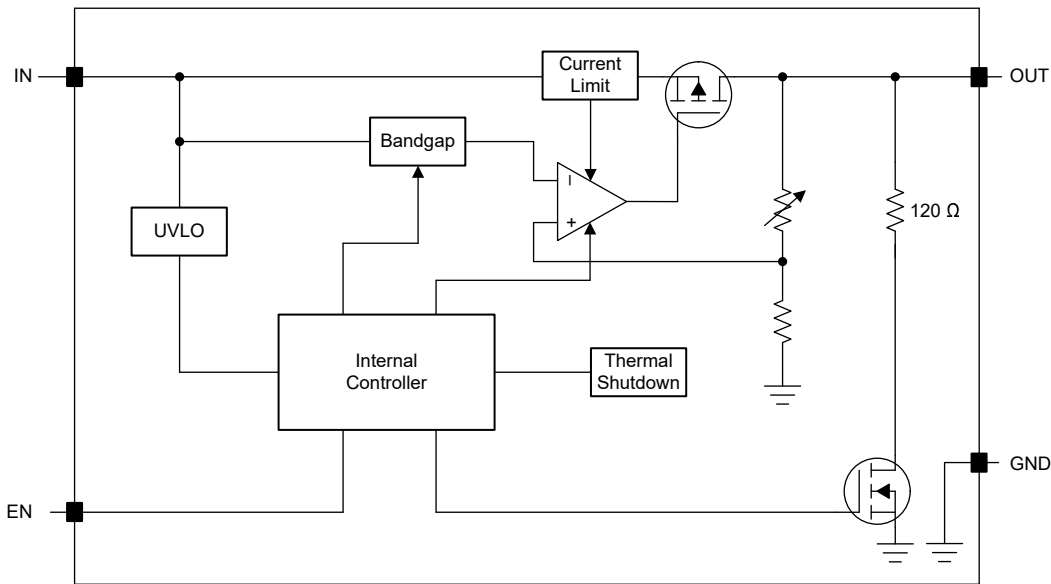 IN
Current
Limit
OUT
Bandgap
–
+
UVLO
120 Ω
Internal
Controller
Thermal
Shutdown
GND
EN